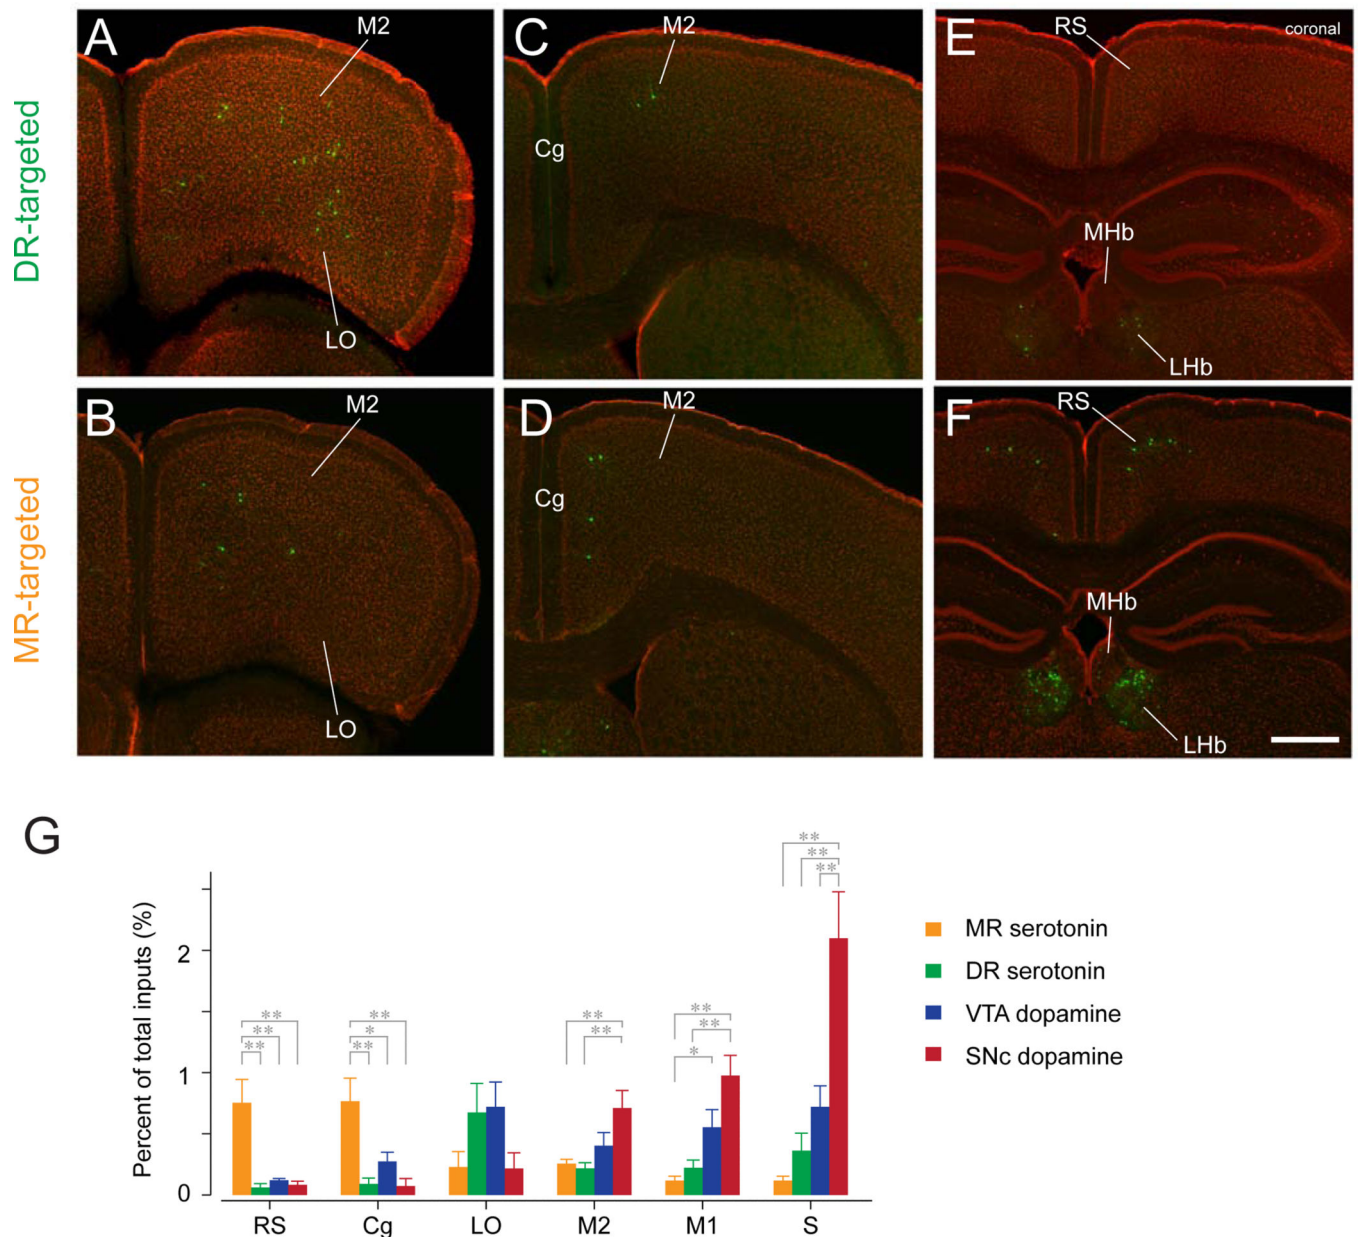 DR-targeted
MR-targeted
A
M2
LO
C
M2
Cg
E
RS
coronal
MHb
LHb
B
M2
LO
D
M2
Cg
F
RS
MHb
LHb
G
Percent of total inputs (%)
2
1
0
** ** **
** * **
** **
** ** *
** ** **
RS Cg LO M2 M1 S
MR serotonin
DR serotonin
VTA dopamine
SNc dopamine